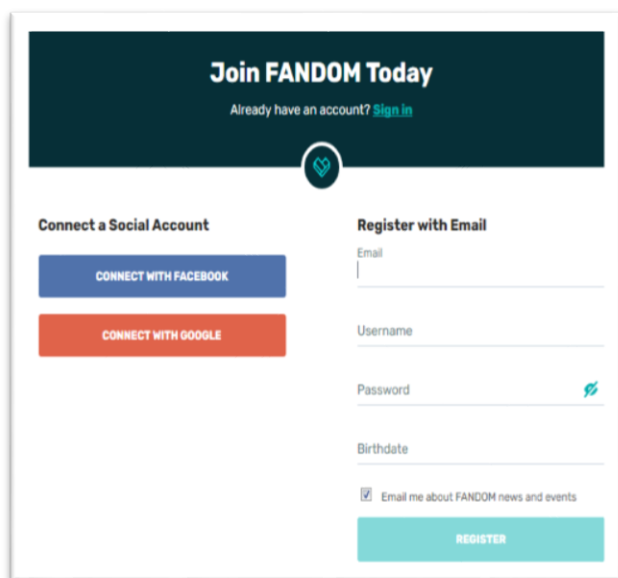 Join FANDOM Today
Already have an account? Sign in
Connect a Social Account
CONNECT WITH FACEBOOK
CONNECT WITH GOOGLE
Register with Email
Email
Username
Password
Birthdate
Email me about FANDOM news and events
REGISTER